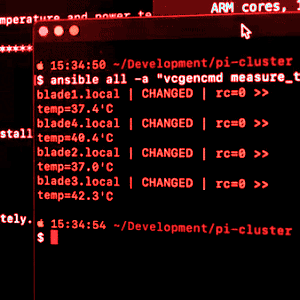 mperature and power te
ARM cores, 1
*****
15:34:50 ~/Development/pi-cluster
$ ansible all -a "vcgencmd measure_t
blade1.local | CHANGED | rc=0 >>
temp=37.4'C
blade4.local | CHANGED | rc=0 >>
temp=40.4'C
blade2.local | CHANGED | rc=0 >>
temp=37.0'C
blade3.local | CHANGED | rc=0 >>
temp=42.3'C
stall
tely.
15:34:54 ~/Development/pi-cluster
$